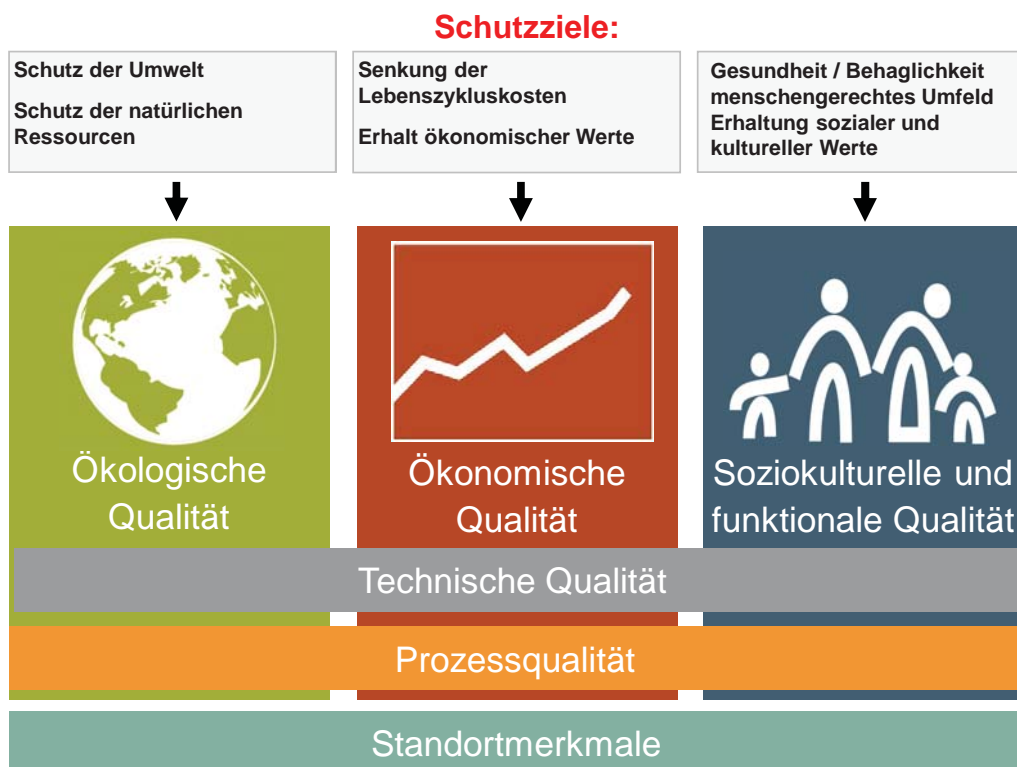 Schutzziele:
Schutz der Umwelt
Schutz der natürlichen
Ressourcen
Senkung der
Lebenszykluskosten
Erhalt ökonomischer Werte
Gesundheit / Behaglichkeit
menschengerechtes Umfeld
Erhaltung sozialer und
kultureller Werte
Ökologische
Qualität
Ökonomische
Qualität
Soziokulturelle und
funktionale Qualität
Technische Qualität
Prozessqualität
Standortmerkmale